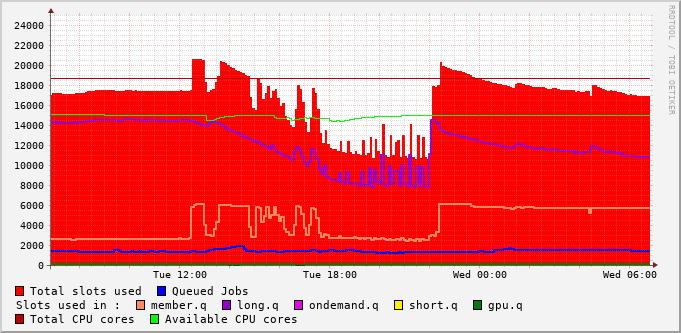 RRDTOOL / TOBI OETIKER
24000
22000
20000
18000
16000
14000
12000
10000
8000
6000
4000
2000
0
Tue 12:00 Tue 18:00 Wed 00:00 Wed 06:00
Total slots used Queued Jobs
Slots used in : member.q long.q ondemand.q short.q gpu.q
Total CPU cores Available CPU cores